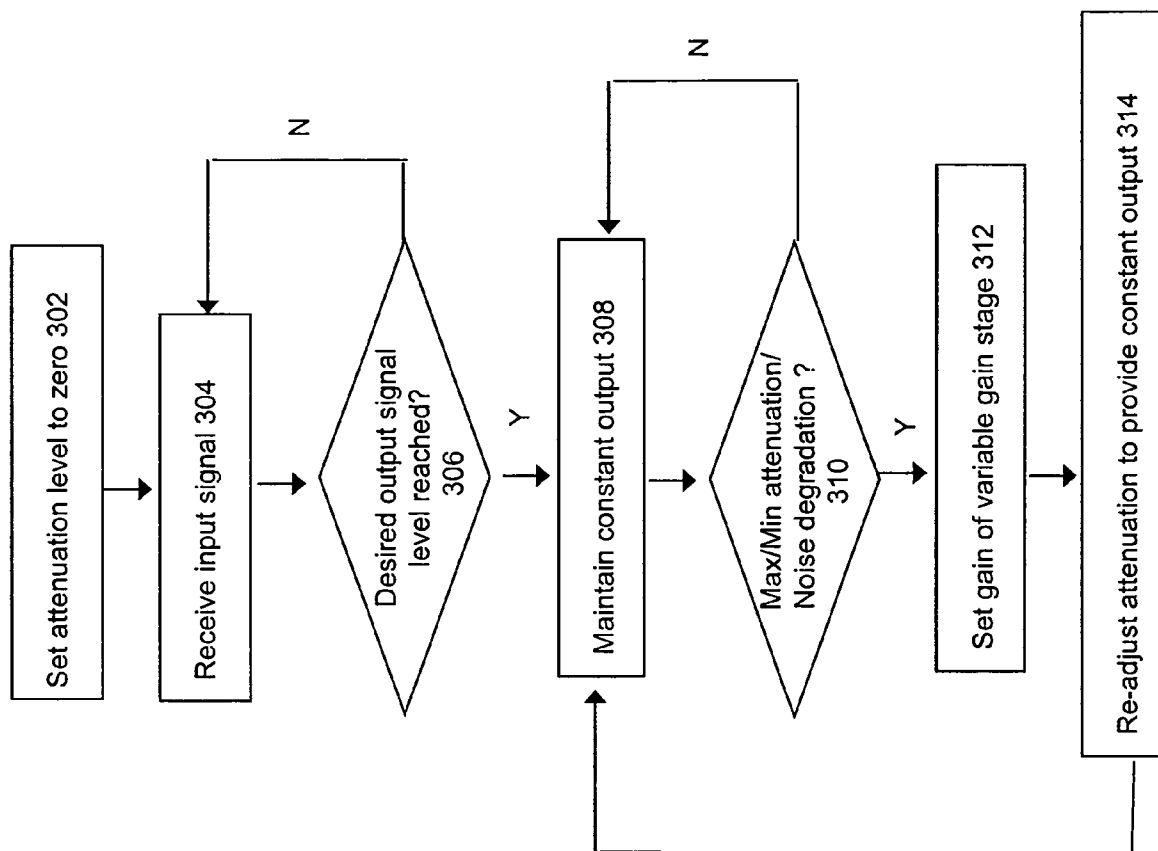 Set attenuation level to zero 302
Receive input signal 304
N
Desired output signal
level reached?
306
Y
Maintain constant output 308
N
Max/Min attenuation/
Noise degradation ?
310
Y
Set gain of variable gain stage 312
Re-adjust attenuation to provide constant output 314